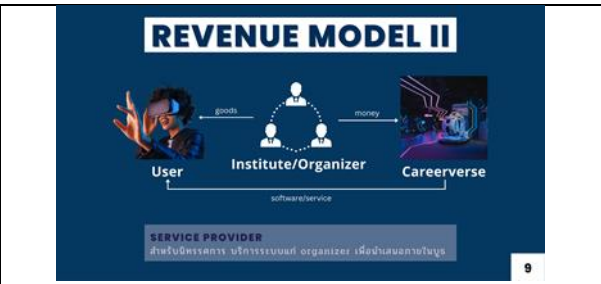 REVENUE MODEL II
goods
money
User
Institute/Organizer
Careerverse
software/service
SERVICE PROVIDER
สำหรับนิทรรศการ บริการระบบแก่ organizer เพื่อนำเสนอภายในบูธ
9